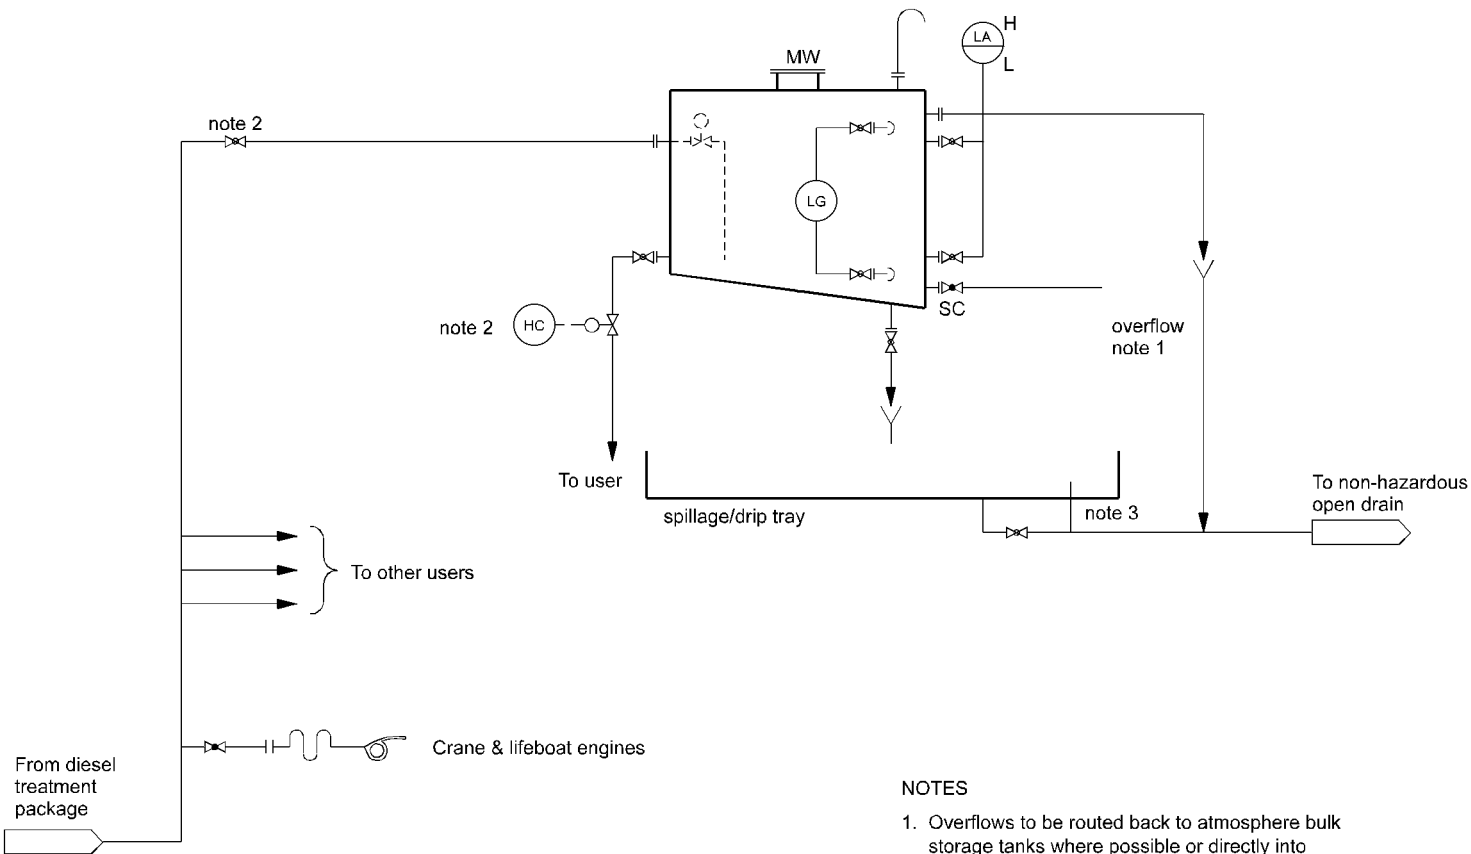 MW
LA
H
L
note 2
LG
SC
note 2
HC
overflow
note 1
To user
spillage/drip tray
note 3
To non-hazardous
open drain
To other users
Crane & lifeboat engines
From diesel
treatment
package
NOTES
1. Overflows to be routed back to atmosphere bulk
storage tanks where possible or directly into